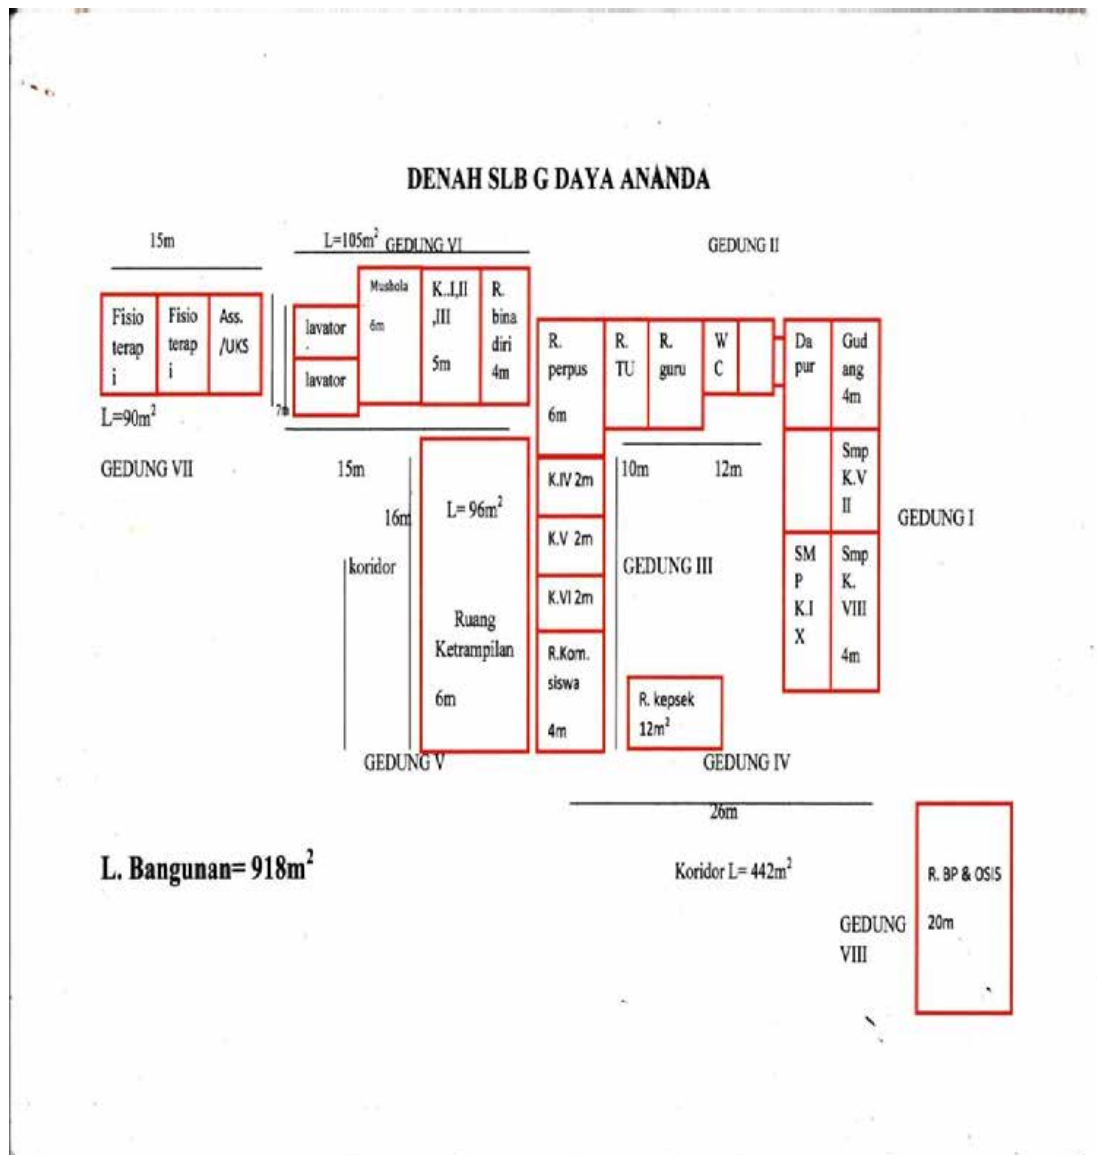 DENAH SLB G DAYA ANANDA
15m
L=105m²
GEDUNG VI
GEDUNG II
Fisio
terap
i
Fisio
terap
i
Ass.
/UKS
L=90m²
GEDUNG VII
lavator
lavator
7m
Mushola
6m
K..I,II
,III
5m
R.
bina
diri
4m
15m
R.
perpus
6m
R.
TU
R.
guru
W
C
Da
pur
Gud
ang
4m
10m
12m
Smp
K.V
II
GEDUNG I
SM
P
K.I
X
Smp
K.
VIII
4m
16m
koridor
L= 96m²
Ruang
Ketrampilan
6m
GEDUNG V
K.IV 2m
K.V 2m
K.VI 2m
R.Kom.
siswa
4m
GEDUNG III
R. kepsek
12m²
GEDUNG IV
26m
L. Bangunan= 918m²
Koridor L= 442m²
R. BP & OSIS
20m
GEDUNG
VIII